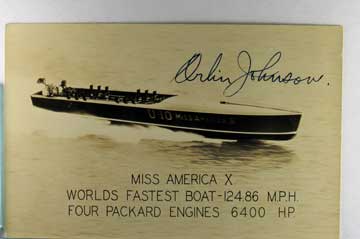 Orlin Johnson.
U-10 MISS AMERICA X
MISS AMERICA X
WORLDS FASTEST BOAT-124.86 M.P.H.
FOUR PACKARD ENGINES 6400 HP.